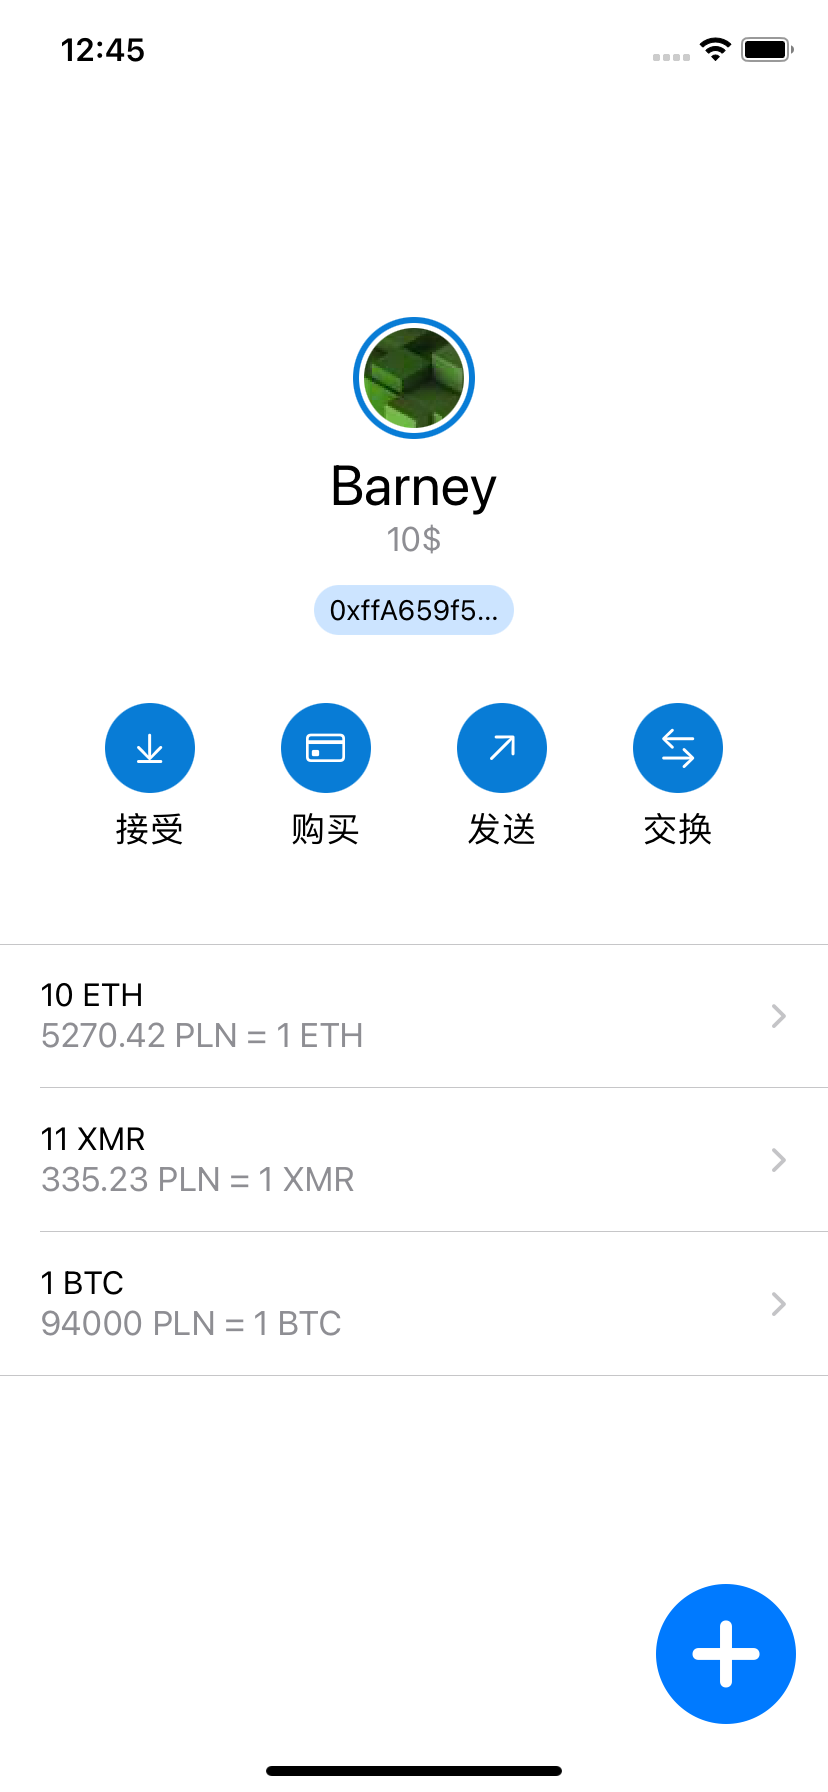 12:45
Barney
10$
0xffA659f5...
接受
购买
发送
交换
10 ETH
5270.42 PLN = 1 ETH
11 XMR
335.23 PLN = 1 XMR
1 BTC
94000 PLN = 1 BTC